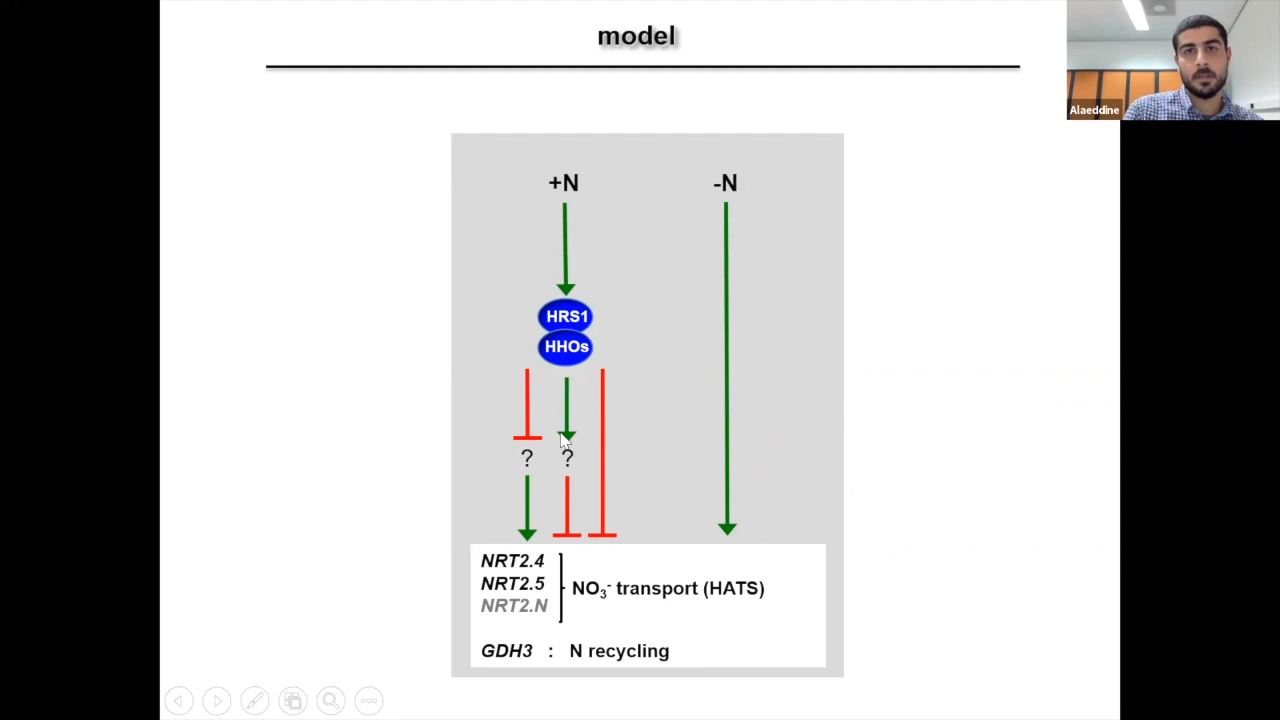 model
Alaeddine
+N
-N
HRS1
HHOs
? ?
NRT2.4
NRT2.5
NRT2.N
NO₃⁻ transport (HATS)
GDH3 : N recycling